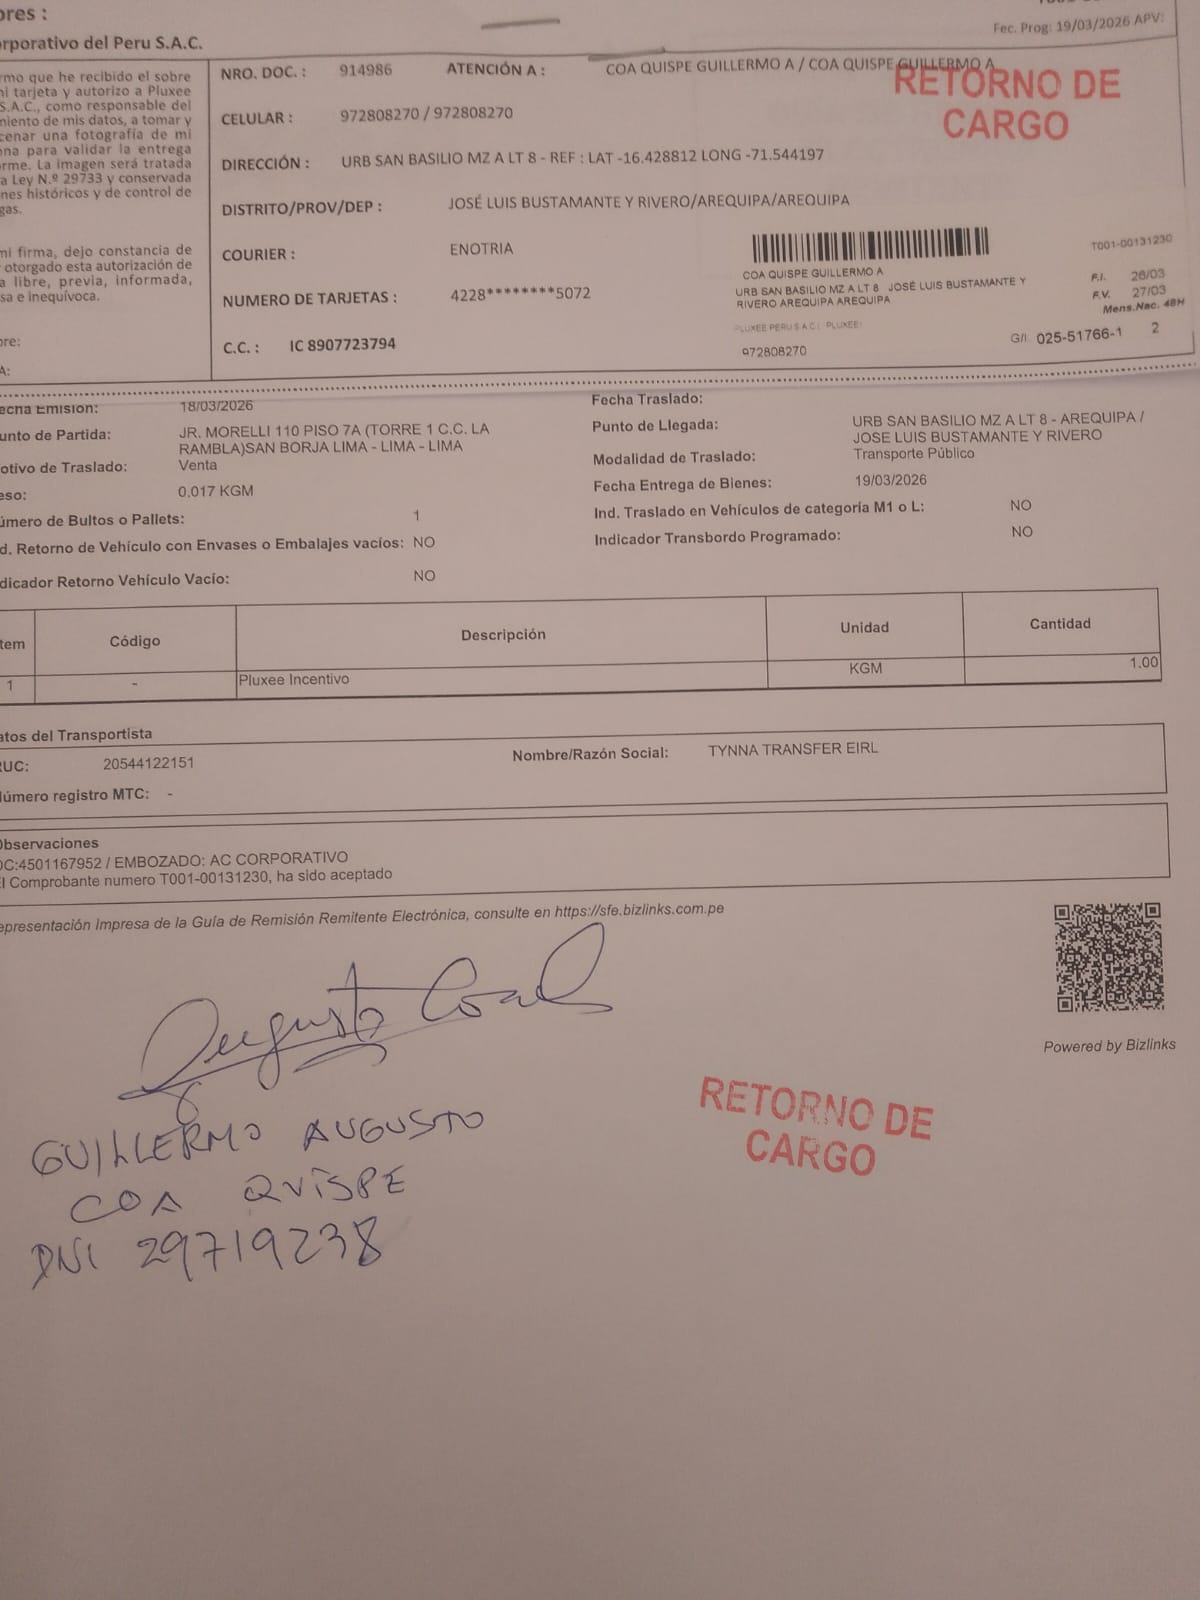 ores :
rporativo del Peru S.A.C.
Fec. Prog: 19/03/2026 APV:
rmo que he recibido el sobre
ni tarjeta y autorizo a Pluxee
S.A.C., como responsable del
miento de mis datos, a tomar y
cenar una fotografía de mi
ona para validar la entrega
orme. La imagen será tratada
a Ley N.º 29733 y conservada
nes históricos y de control de
gas.
mi firma, dejo constancia de
otorgado esta autorización de
a libre, previa, informada,
sa e inequívoca.
bre:
A:
NRO. DOC. : 914986 ATENCIÓN A : COA QUISPE GUILLERMO A / COA QUISPE GUILLERMO A
RETORNO DE
CARGO
CELULAR : 972808270 / 972808270
DIRECCIÓN : URB SAN BASILIO MZ A LT 8 - REF : LAT -16.428812 LONG -71.544197
DISTRITO/PROV/DEP : JOSÉ LUIS BUSTAMANTE Y RIVERO/AREQUIPA/AREQUIPA
COURIER : ENOTRIA
NUMERO DE TARJETAS : 4228********5072
C.C. : IC 8907723794
T001-00131230
COA QUISPE GUILLERMO A
URB SAN BASILIO MZ A LT 8 JOSÉ LUIS BUSTAMANTE Y
RIVERO AREQUIPA AREQUIPA
F.I. 26/03
F.V. 27/03
Mens.Nac. 48H
PLUXEE PERU S A C ( PLUXEE)
972808270
G/I 025-51766-1 2
echa Emision: 18/03/2026 Fecha Traslado:
unto de Partida: JR. MORELLI 110 PISO 7A (TORRE 1 C.C. LA
RAMBLA)SAN BORJA LIMA - LIMA - LIMA
Punto de Llegada: URB SAN BASILIO MZ A LT 8 - AREQUIPA /
JOSE LUIS BUSTAMANTE Y RIVERO
otivo de Traslado: Venta Modalidad de Traslado: Transporte Público
eso: 0.017 KGM Fecha Entrega de Bienes: 19/03/2026
úmero de Bultos o Pallets: 1 Ind. Traslado en Vehículos de categoría M1 o L: NO
d. Retorno de Vehículo con Envases o Embalajes vacíos: NO Indicador Transbordo Programado: NO
dicador Retorno Vehículo Vacío: NO
tem Código Descripción Unidad Cantidad
1 - Pluxee Incentivo KGM 1.00
atos del Transportista
RUC: 20544122151 Nombre/Razón Social: TYNNA TRANSFER EIRL
Número registro MTC: -
Observaciones
OC:4501167952 / EMBOZADO: AC CORPORATIVO
El Comprobante numero T001-00131230, ha sido aceptado
epresentación Impresa de la Guía de Remisión Remitente Electrónica, consulte en https://sfe.bizlinks.com.pe
Augusto Coa
Powered by Bizlinks
RETORNO DE
CARGO
GUILLERMO AUGUSTO
COA QUISPE
DNI 29719238